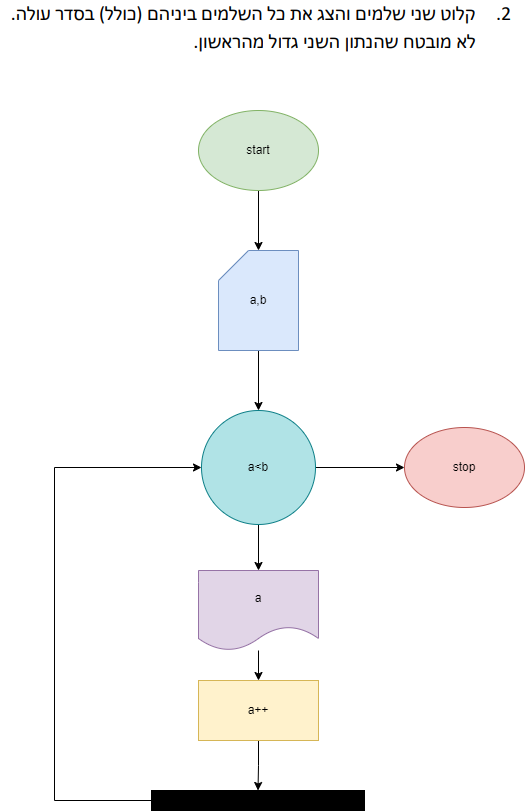 2. קלוט שני שלמים והצג את כל השלמים ביניהם (כולל) בסדר עולה.
לא מובטח שהנתון השני גדול מהראשון.
start
a,b
a<b
stop
a
a++